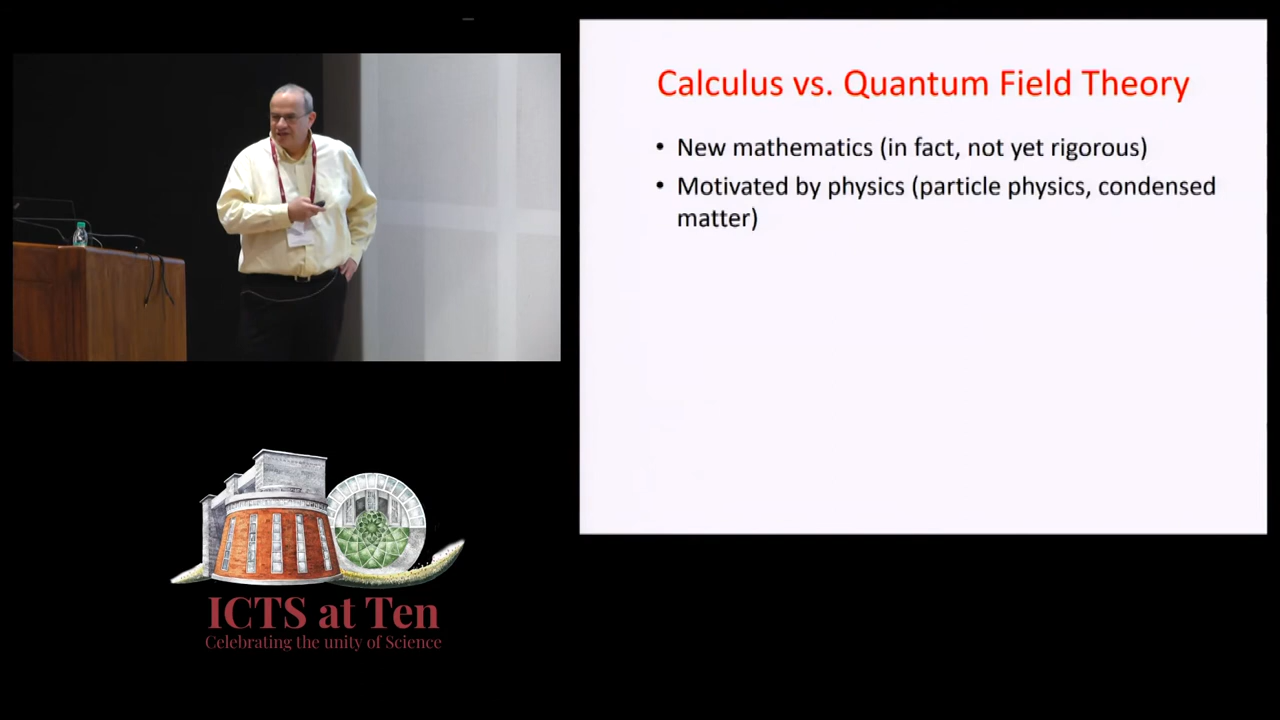 Calculus vs. Quantum Field Theory
• New mathematics (in fact, not yet rigorous)
• Motivated by physics (particle physics, condensed
matter)
ICTS at Ten
Celebrating the unity of Science